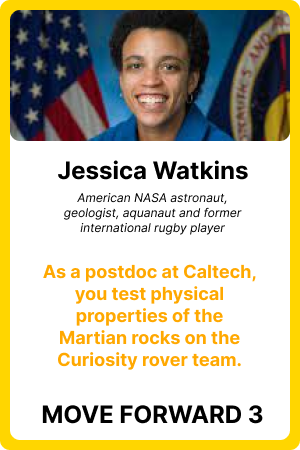 Jessica Watkins
American NASA astronaut,
geologist, aquanaut and former
international rugby player
As a postdoc at Caltech,
you test physical
properties of the
Martian rocks on the
Curiosity rover team.
MOVE FORWARD 3